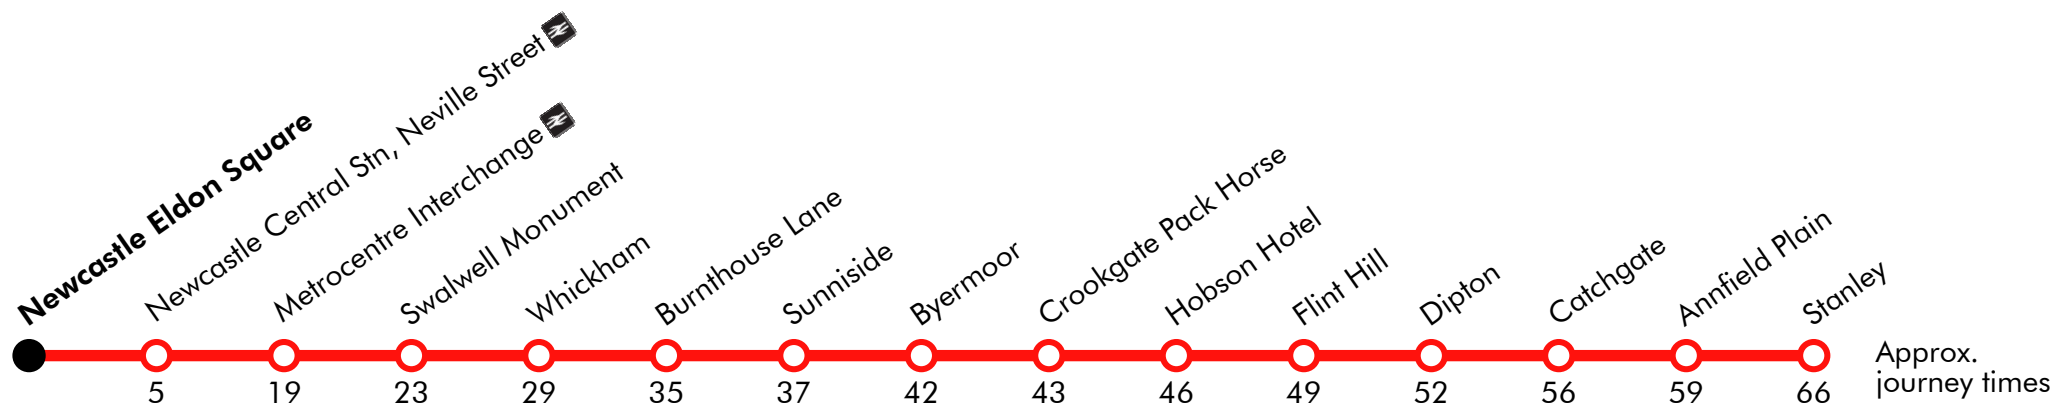 Newcastle Eldon Square
Newcastle Central Stn, Neville Street
Metrocentre Interchange
Swalwell Monument
Whickham
Burnthouse Lane
Sunniside
Byermoor
Crookgate Pack Horse
Hobson Hotel
Flint Hill
Dipton
Catchgate
Annfield Plain
Stanley
5 19 23 29 35 37 42 43 46 49 52 56 59 66
Approx.
journey times